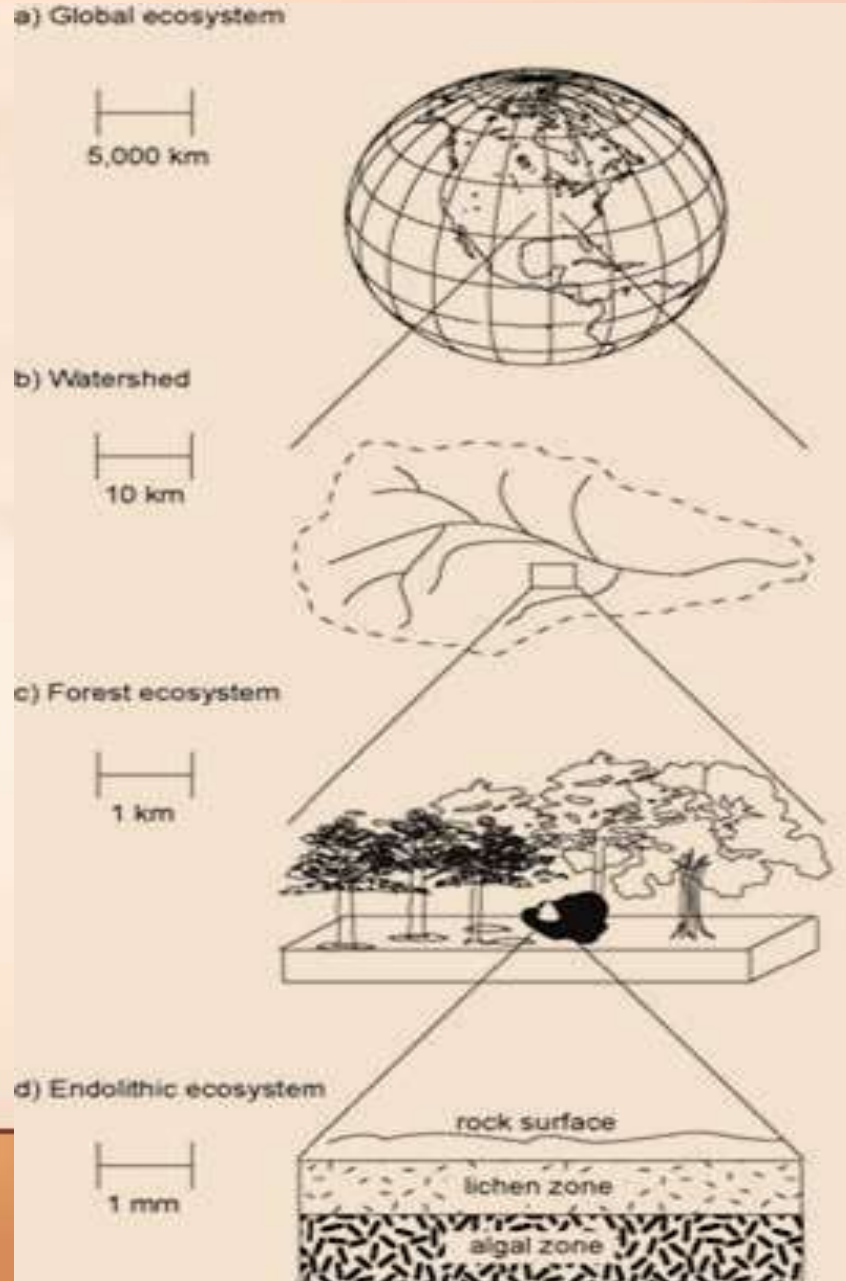 a) Global ecosystem
5,000 km
b) Watershed
10 km
c) Forest ecosystem
1 km
d) Endolithic ecosystem
rock surface
1 mm
lichen zone
algal zone